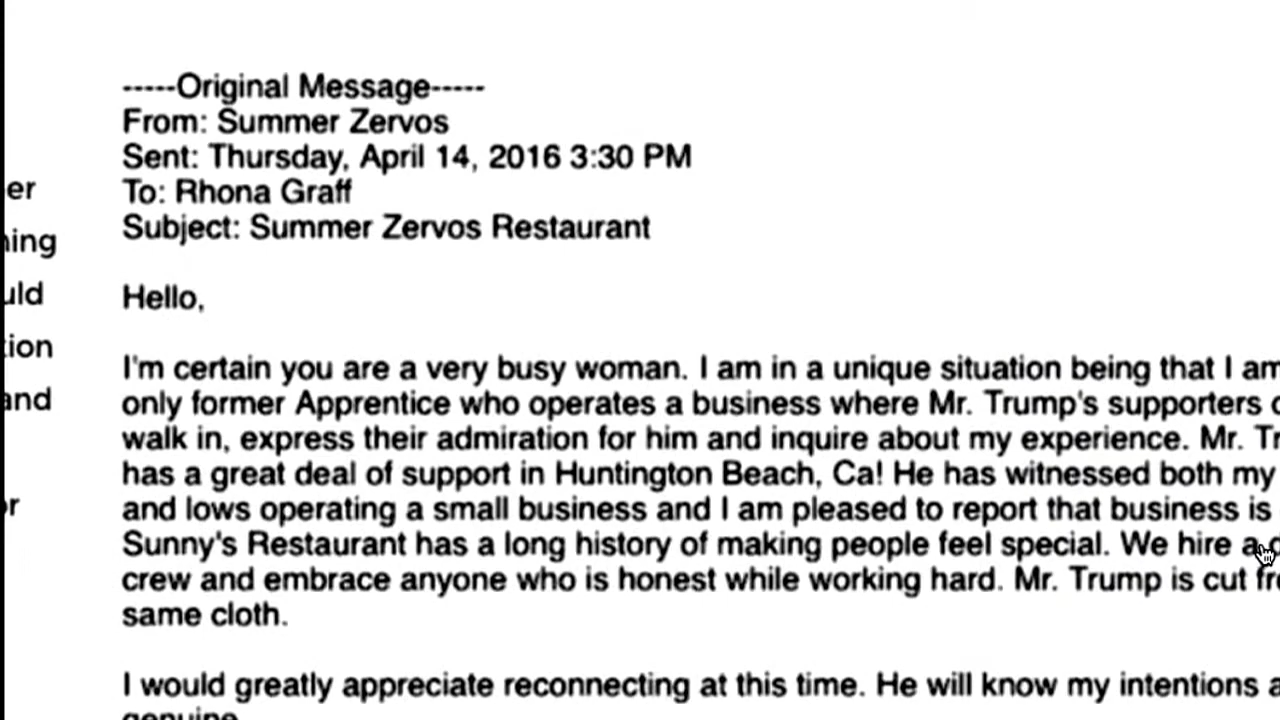 -----Original Message-----
From: Summer Zervos
Sent: Thursday, April 14, 2016 3:30 PM
To: Rhona Graff
Subject: Summer Zervos Restaurant
Hello,
I'm certain you are a very busy woman. I am in a unique situation being that I am
only former Apprentice who operates a business where Mr. Trump's supporters
walk in, express their admiration for him and inquire about my experience. Mr.
has a great deal of support in Huntington Beach, Ca! He has witnessed both my
and lows operating a small business and I am pleased to report that business is
Sunny's Restaurant has a long history of making people feel special. We hire a
crew and embrace anyone who is honest while working hard. Mr. Trump is cut
same cloth.
I would greatly appreciate reconnecting at this time. He will know my intentions
genuine